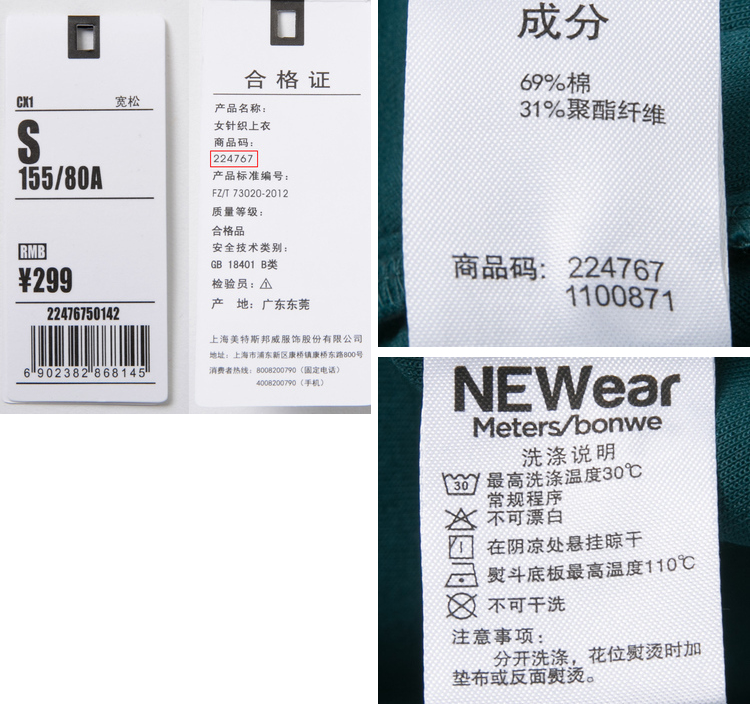 CX1 宽松
S
155/80A
RMB
¥299
22476750142
6 902382 868145
合格证
产品名称:
女针织上衣
商品码:
224767
产品标准编号:
FZ/T 73020-2012
质量等级:
合格品
安全技术类别:
GB 18401 B类
检验员:
产 地: 广东东莞
上海美特斯邦威服饰股份有限公司
地址: 上海市浦东新区康桥镇康桥东路800号
消费者热线: 8008200790 (固定电话)
4008200790 (手机)
成分
69%棉
31%聚酯纤维
商品码: 224767
1100871
NEWear
Meters/bonwe
洗涤说明
30 最高洗涤温度30℃
常规程序
不可漂白
在阴凉处悬挂晾干
熨斗底板最高温度110℃
不可干洗
注意事项:
分开洗涤, 花位熨烫时加
垫布或反面熨烫。